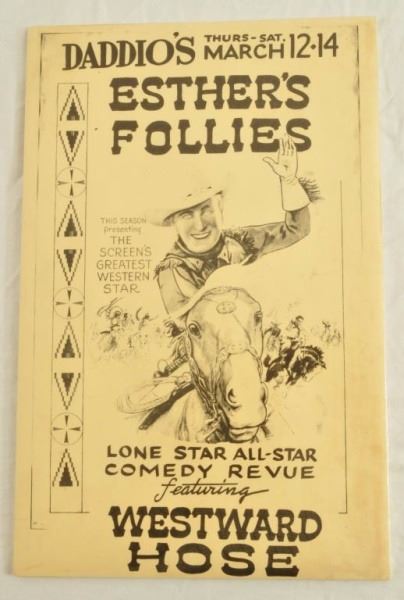 DADDIO'S THURS-SAT. MARCH 12-14
ESTHER'S
FOLLIES
THIS SEASON
presenting
THE
SCREEN'S
GREATEST
WESTERN
STAR
LONE STAR ALL-STAR
COMEDY REVUE
featuring
WESTWARD
HOSE